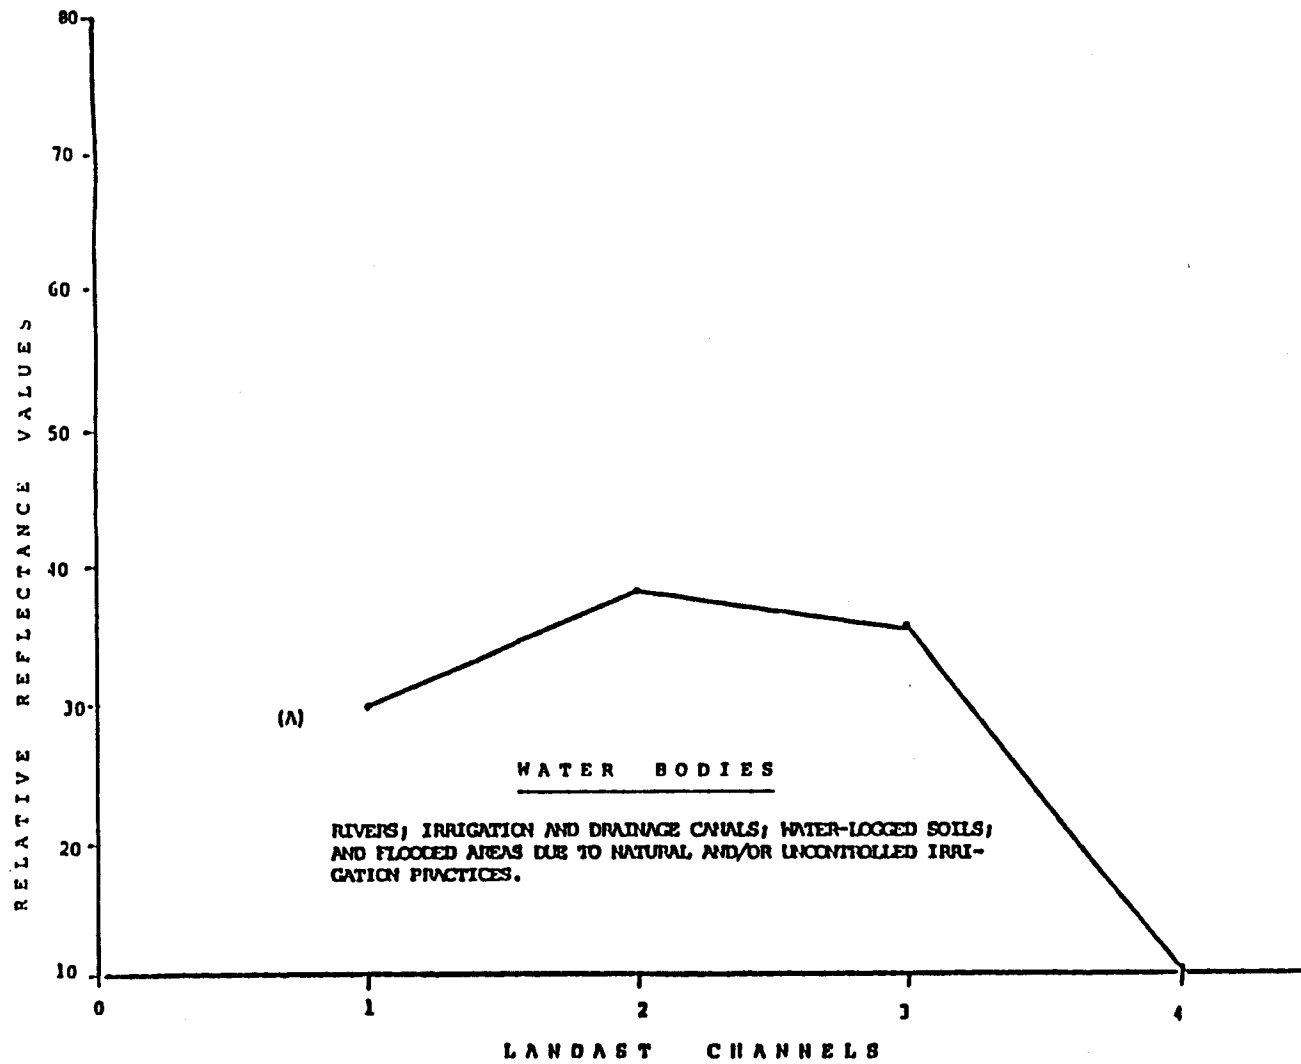 80
70
60
50
40
30
20
10
RELATIVE REFLECTANCE VALUES
(A)
WATER BODIES
RIVERS; IRRIGATION AND DRAINAGE CANALS; WATER-LOGGED SOILS;
AND FLOODED AREAS DUE TO NATURAL AND/OR UNCONTROLLED IRRI-
GATION PRACTICES.
0 1 2 3 4
LANDAST CHANNELS